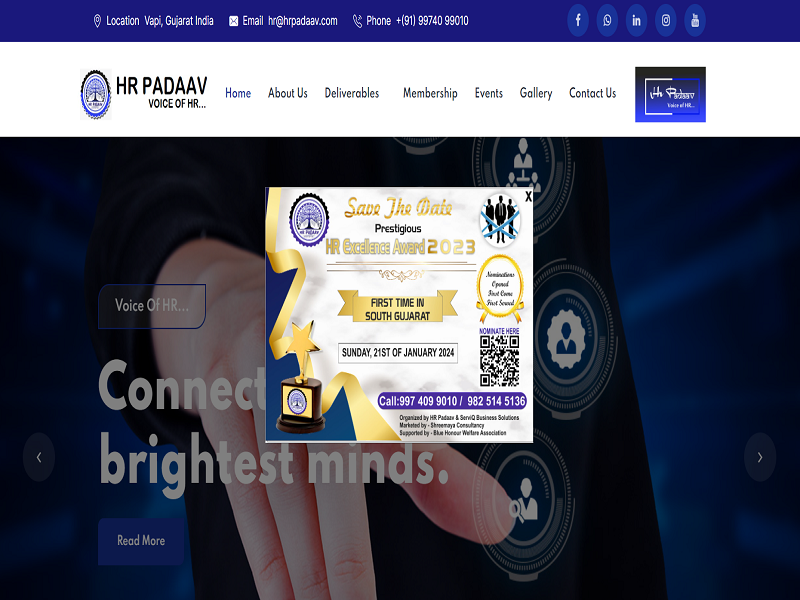 Location Vapi, Gujarat India Email hr@hrpadaav.com Phone +(91) 99740 99010
HR PADAAV
VOICE OF HR...
Home About Us Deliverables Membership Events Gallery Contact Us
Hr Padaav
Voice of HR...
X
Save The Date
Prestigious
HR Excellence Award 2023
HR PADAAV
FIRST TIME IN
SOUTH GUJARAT
Nominations
Opened
First Come
First Served
NOMINATE HERE
SUNDAY, 21ST OF JANUARY 2024
Call:997 409 9010 / 982 514 5136
Organized by HR Padaav & ServiQ Business Solutions
Marketed by - Shreemaya Consultancy
Supported by - Blue Honour Welfare Association
Voice Of HR...
Connect
brightest minds.
Read More